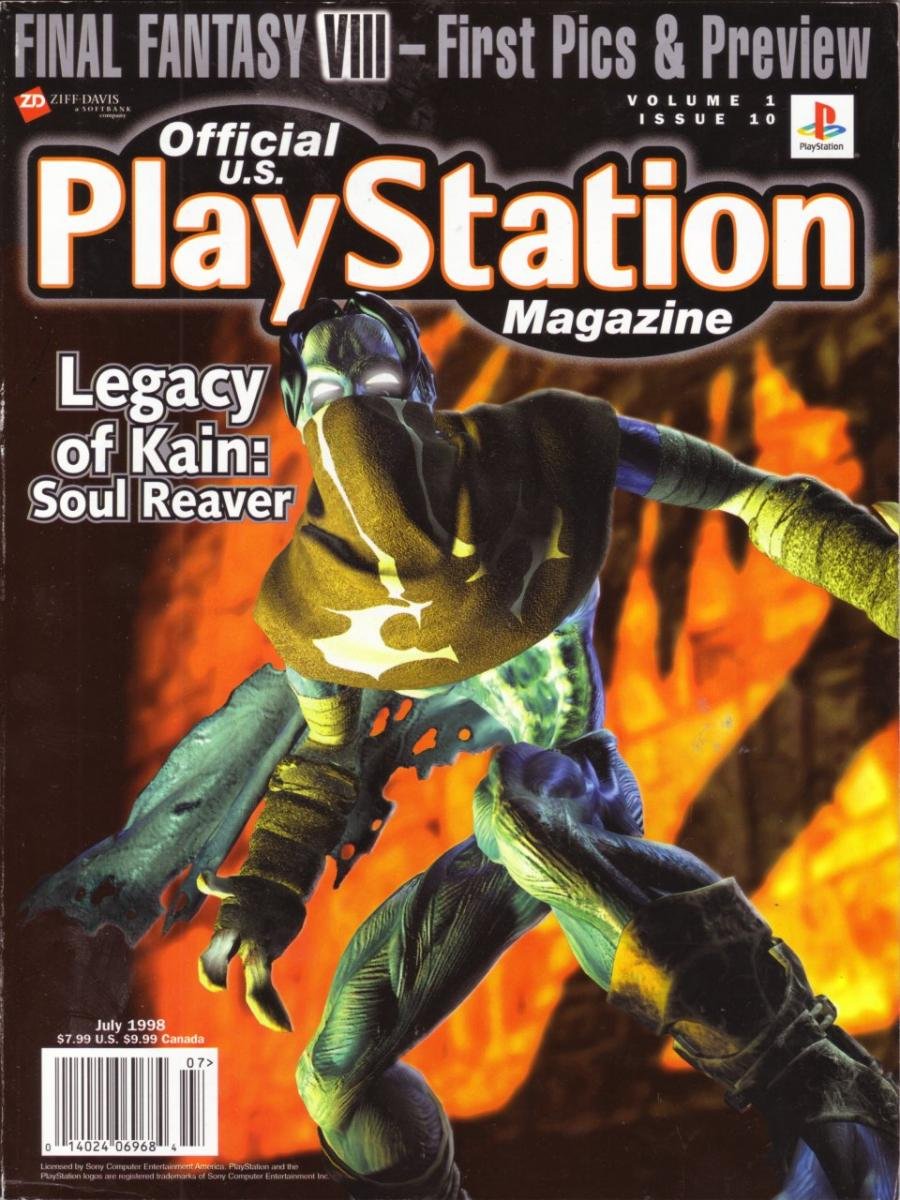 FINAL FANTASY VIII – First Pics & Preview
ZD ZIFF-DAVIS
a SOFTBANK
company
VOLUME 1
ISSUE 10
PlayStation
Official
U.S.
PlayStation
Magazine
Legacy
of Kain:
Soul Reaver
July 1998
$7.99 U.S. $9.99 Canada
07>
0 14024 06968 4
Licensed by Sony Computer Entertainment America. PlayStation and the
PlayStation logos are registered trademarks of Sony Computer Entertainment Inc.